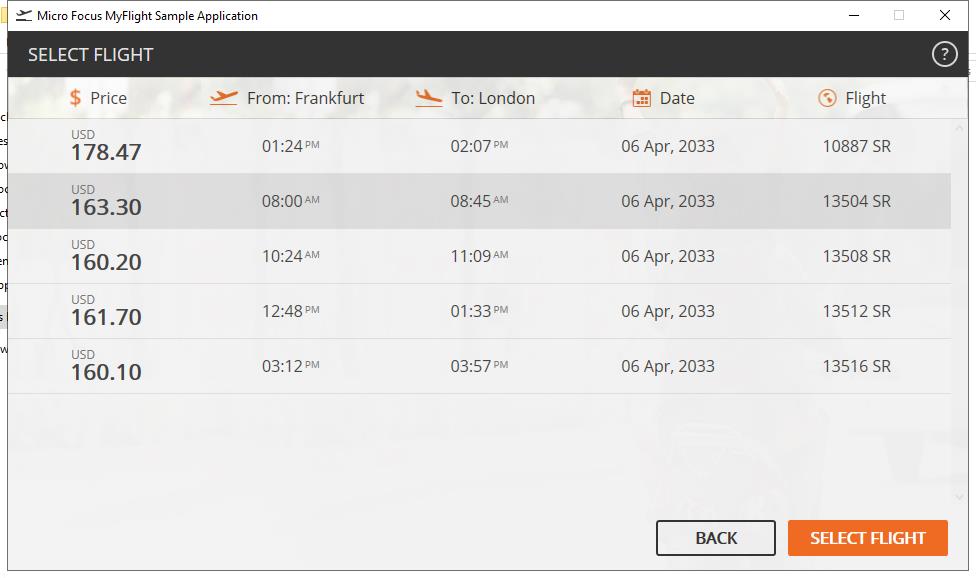 Micro Focus MyFlight Sample Application
SELECT FLIGHT ?
$ Price From: Frankfurt To: London Date Flight
USD
178.47 01:24 PM 02:07 PM 06 Apr, 2033 10887 SR
USD
163.30 08:00 AM 08:45 AM 06 Apr, 2033 13504 SR
USD
160.20 10:24 AM 11:09 AM 06 Apr, 2033 13508 SR
USD
161.70 12:48 PM 01:33 PM 06 Apr, 2033 13512 SR
USD
160.10 03:12 PM 03:57 PM 06 Apr, 2033 13516 SR
BACK SELECT FLIGHT